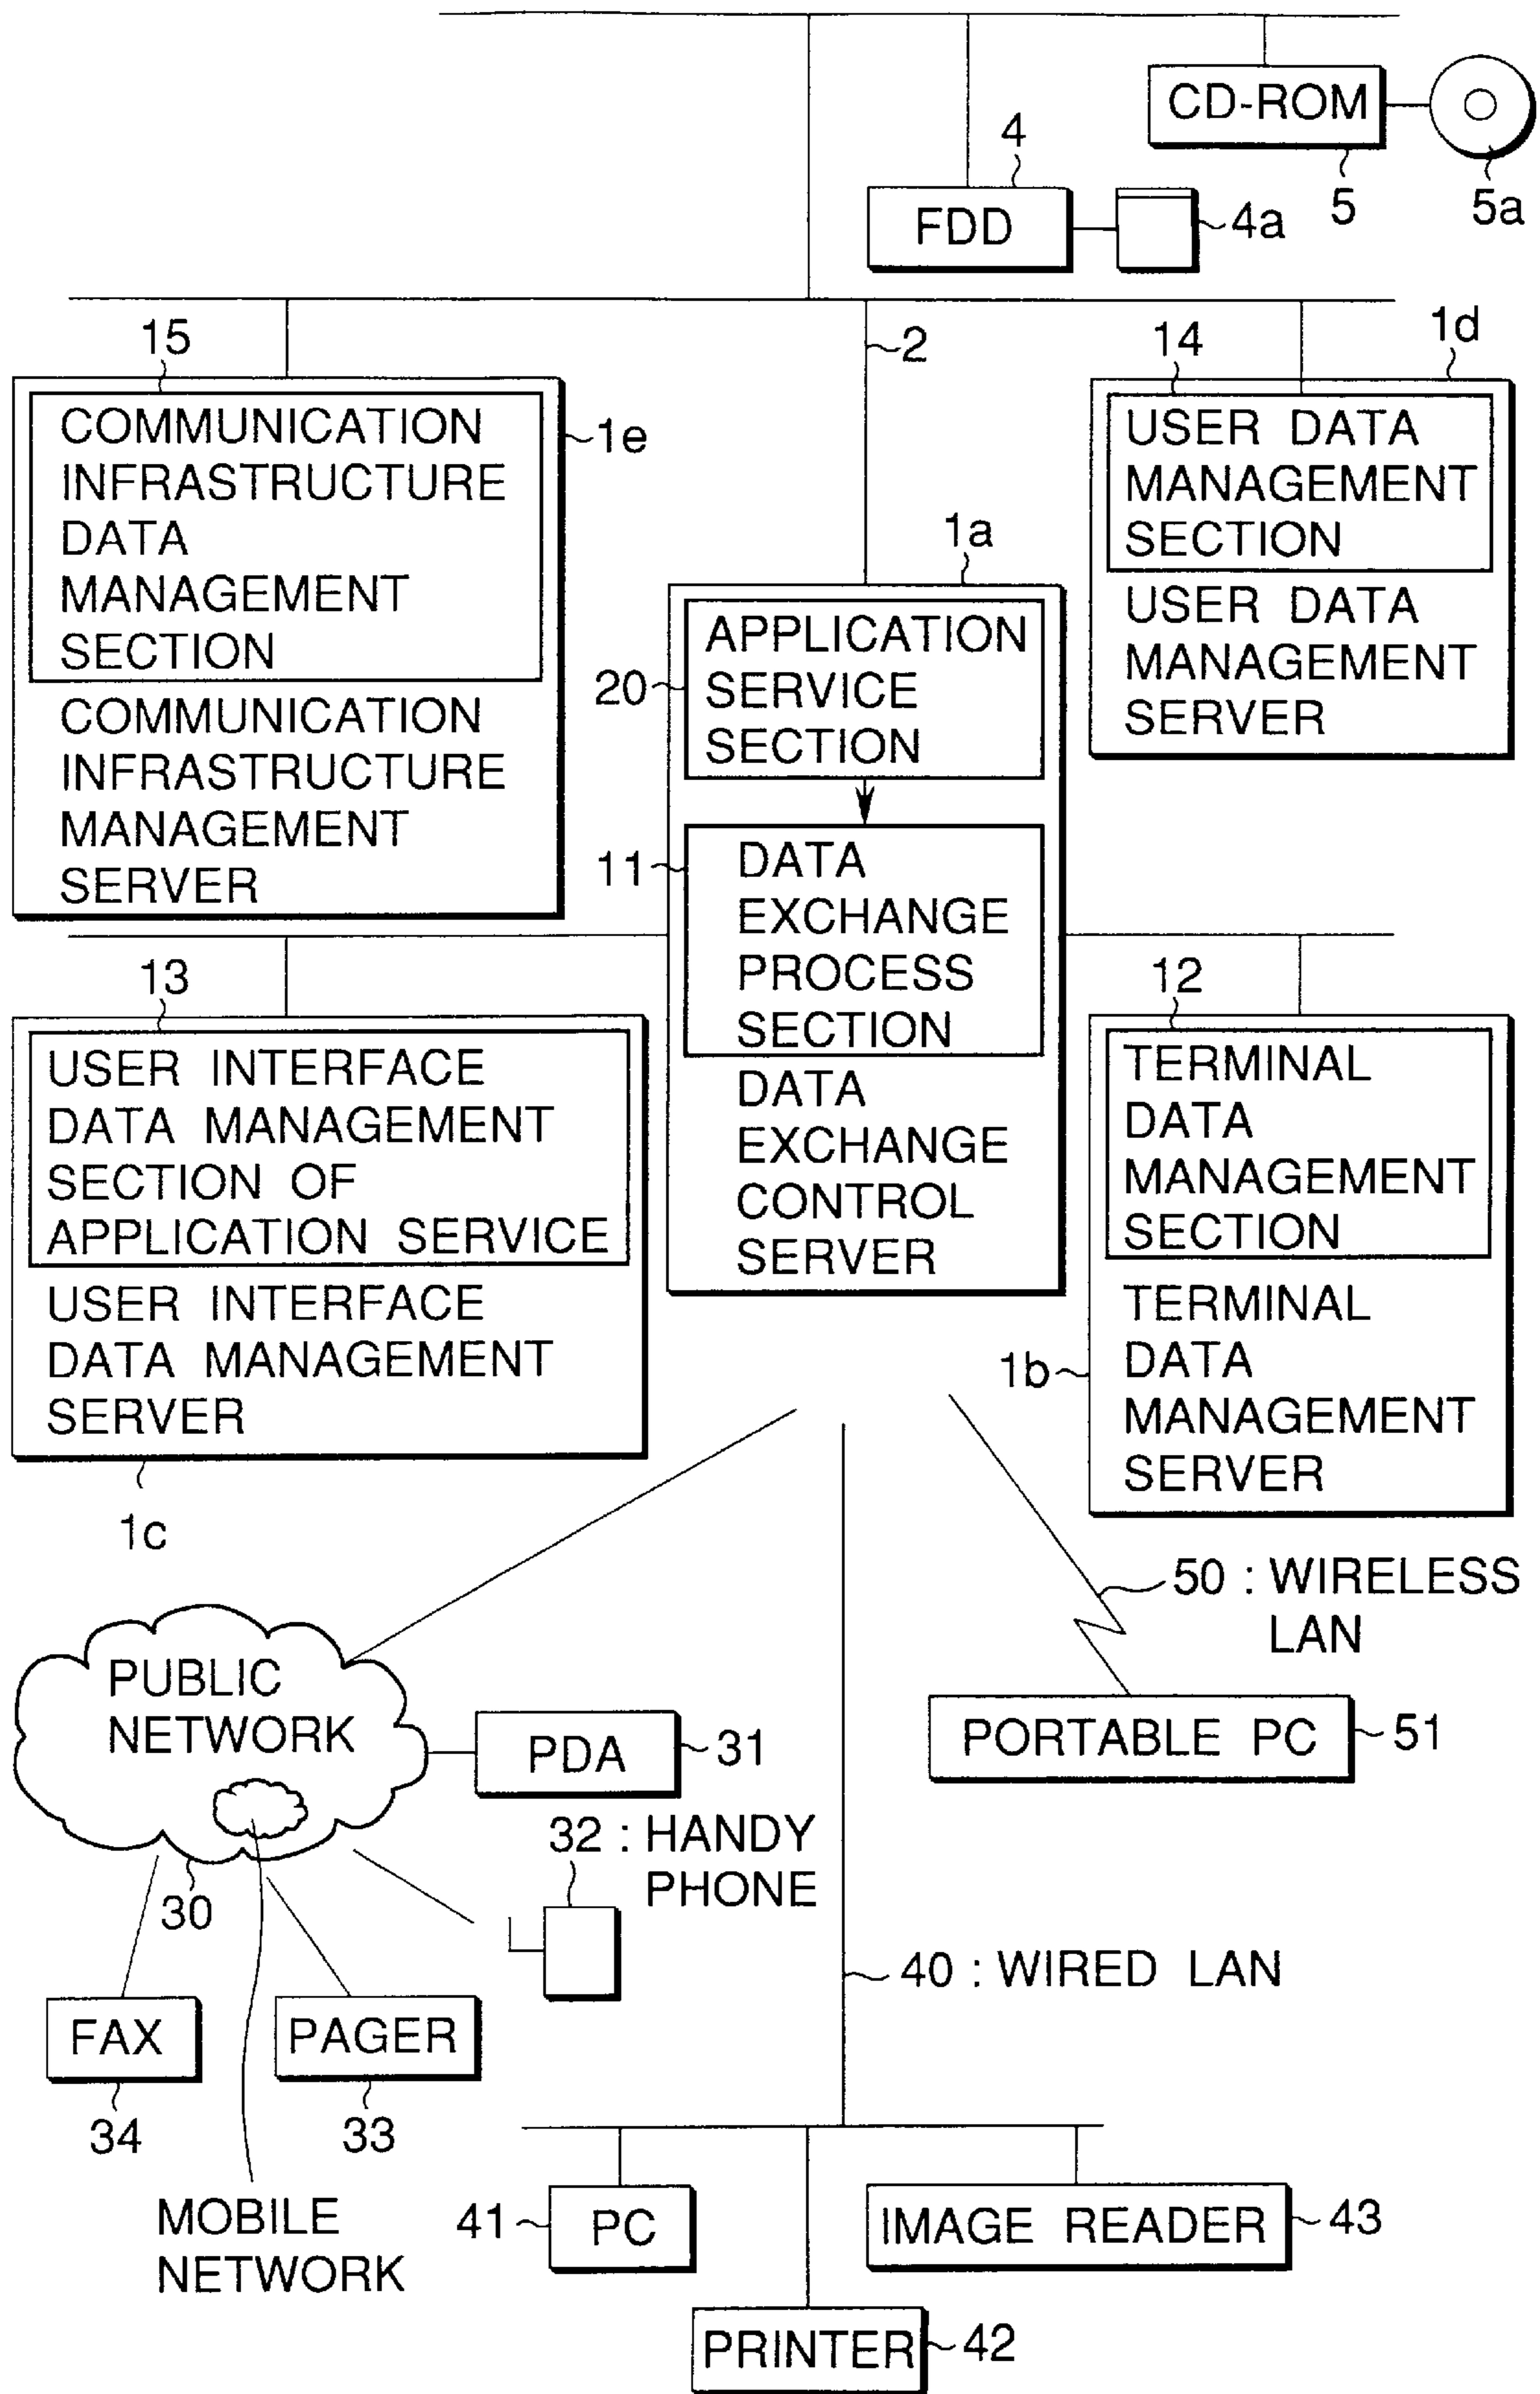 CD-ROM
5
5a
4
FDD
4a
2
15
COMMUNICATION
INFRASTRUCTURE
DATA
MANAGEMENT
SECTION
COMMUNICATION
INFRASTRUCTURE
MANAGEMENT
SERVER
1e
14
1d
USER DATA
MANAGEMENT
SECTION
USER DATA
MANAGEMENT
SERVER
1a
20
APPLICATION
SERVICE
SECTION
11
DATA
EXCHANGE
PROCESS
SECTION
DATA
EXCHANGE
CONTROL
SERVER
13
USER INTERFACE
DATA MANAGEMENT
SECTION OF
APPLICATION SERVICE
USER INTERFACE
DATA MANAGEMENT
SERVER
1c
12
TERMINAL
DATA
MANAGEMENT
SECTION
TERMINAL
DATA
MANAGEMENT
SERVER
1b
50 : WIRELESS
LAN
PORTABLE PC
51
PUBLIC
NETWORK
30
PDA
31
32 : HANDY
PHONE
FAX
34
PAGER
33
MOBILE
NETWORK
40 : WIRED LAN
41
PC
IMAGE READER
43
PRINTER
42